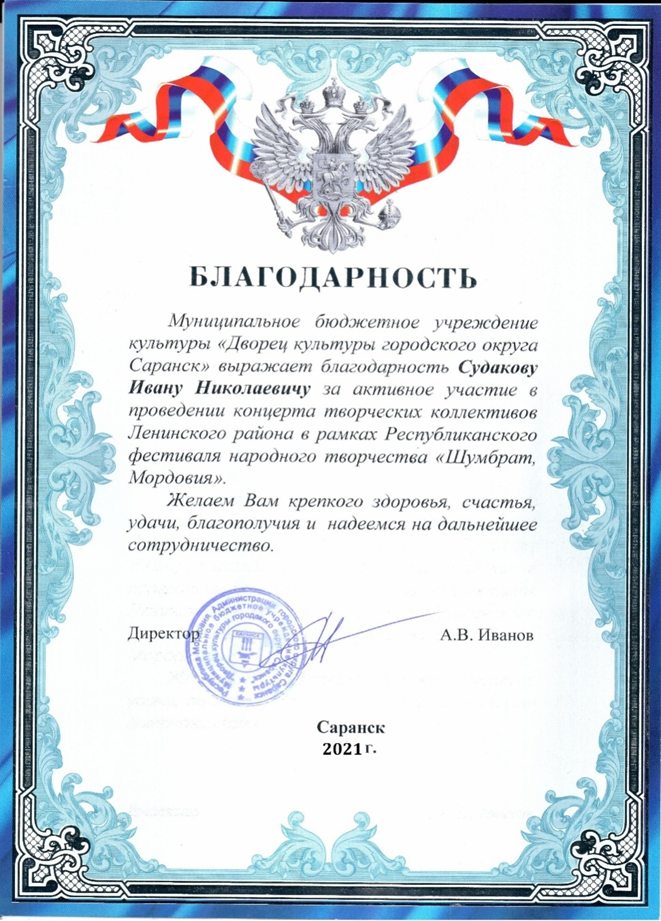 БЛАГОДАРНОСТЬ
Муниципальное бюджетное учреждение
культуры «Дворец культуры городского округа
Саранск» выражает благодарность Судакову
Ивану Николаевичу за активное участие в
проведении концерта творческих коллективов
Ленинского района в рамках Республиканского
фестиваля народного творчества «Шумбрат,
Мордовия».
Желаем Вам крепкого здоровья, счастья,
удачи, благополучия и надеемся на дальнейшее
сотрудничество.
Директор
А.В. Иванов
Саранск
2021 г.